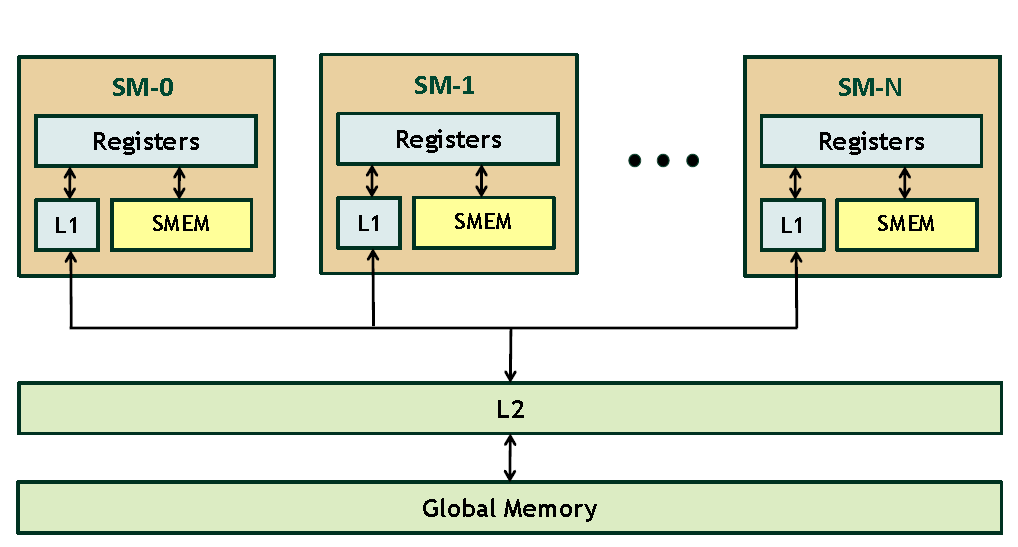 SM-0
Registers
L1
SMEM
SM-1
Registers
L1
SMEM
SM-N
Registers
L1
SMEM
L2
Global Memory